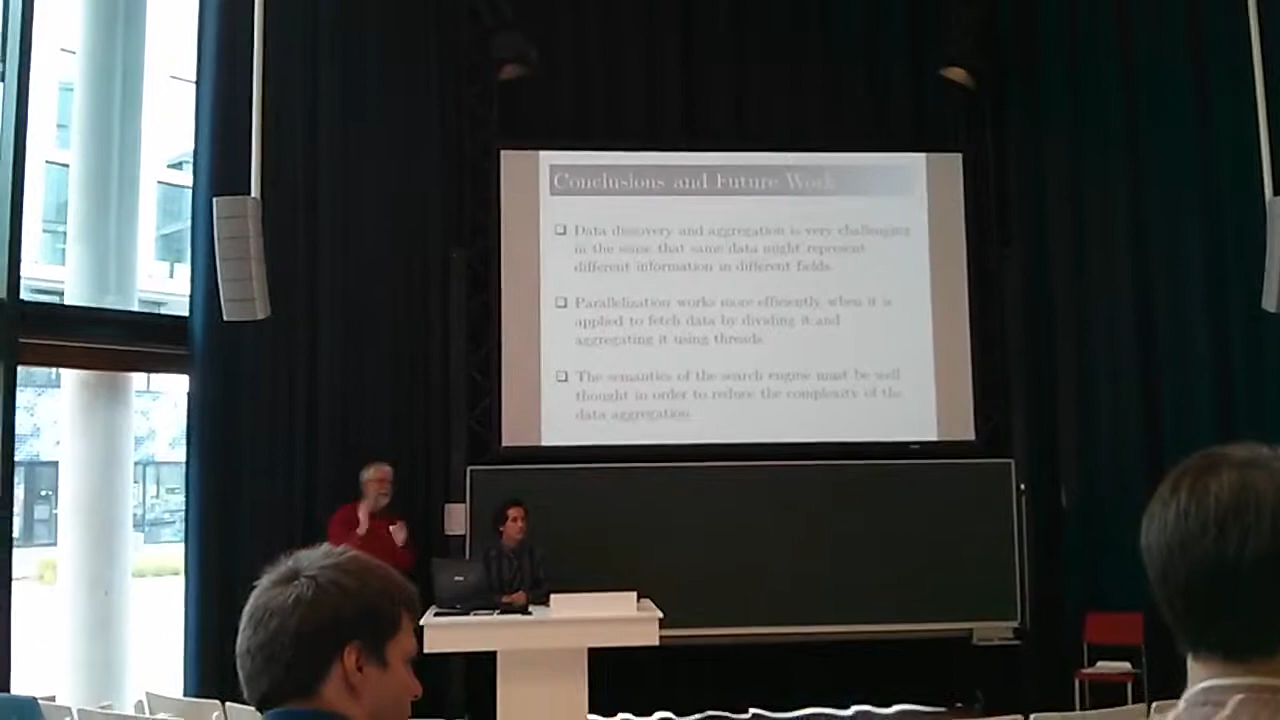 Conclusions and Future Work
Data discovery and aggregation is very challenging
in the sense that same data might represent
different information in different fields.
Parallelization works more efficiently when it is
applied to fetch data by dividing it and
aggregating it using threads.
The semantics of the search engine must be well
thought in order to reduce the complexity of the
data aggregation.